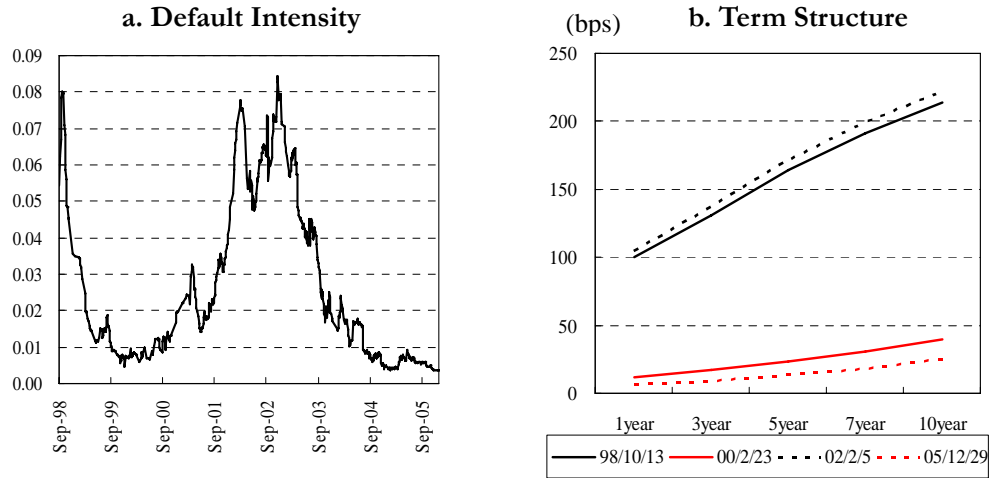 a. Default Intensity
0.09
0.08
0.07
0.06
0.05
0.04
0.03
0.02
0.01
0.00
Sep-98
Sep-99
Sep-00
Sep-01
Sep-02
Sep-03
Sep-04
Sep-05
(bps)
b. Term Structure
250
200
150
100
50
0
1year
3year
5year
7year
10year
98/10/13
00/2/23
02/2/5
05/12/29